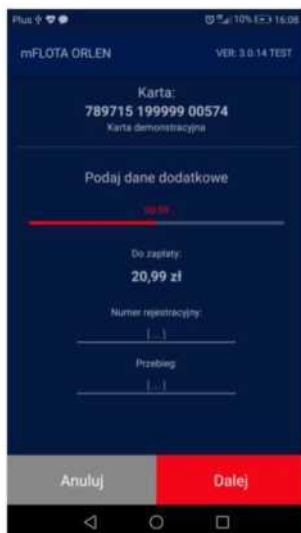 Plus 10% 16:08
mFLOTA ORLEN VER: 3.0.14 TEST
Karta:
789715 199999 00574
Karta demonstracyjna
Podaj dane dodatkowe
Do zapłaty:
20,99 zł
Numer rejestracyjny:
[...]
Przebieg:
[...]
Anuluj Dalej